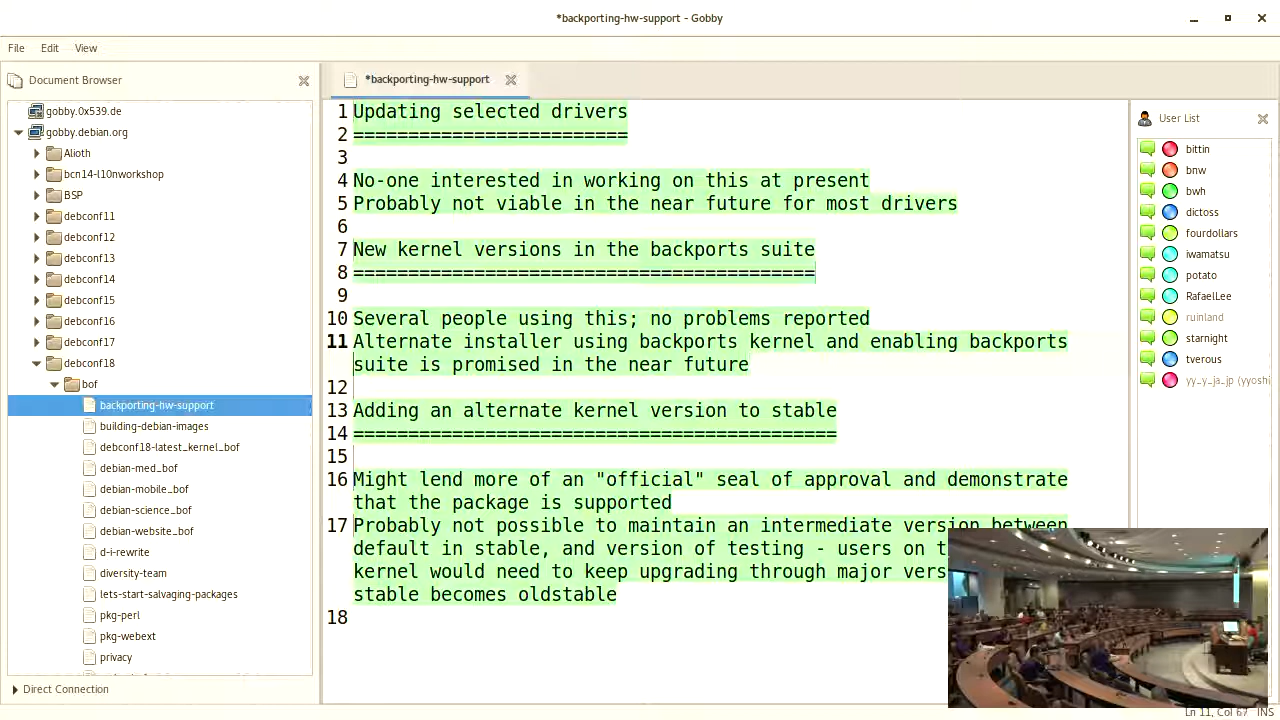 *backporting-hw-support - Gobby
File Edit View
Document Browser
gobby.0x539.de
gobby.debian.org
Alioth
bcn14-l10nworkshop
BSP
debconf11
debconf12
debconf13
debconf14
debconf15
debconf16
debconf17
debconf18
bof
backporting-hw-support
building-debian-images
debconf18-latest_kernel_bof
debian-med_bof
debian-mobile_bof
debian-science_bof
debian-website_bof
d-i-rewrite
diversity-team
lets-start-salvaging-packages
pkg-perl
pkg-webext
privacy
Direct Connection
*backporting-hw-support
1 Updating selected drivers
2 =========================
3
4 No-one interested in working on this at present
5 Probably not viable in the near future for most drivers
6
7 New kernel versions in the backports suite
8 ==========================================
9
10 Several people using this; no problems reported
11 Alternate installer using backports kernel and enabling backports
suite is promised in the near future
12
13 Adding an alternate kernel version to stable
14 ============================================
15
16 Might lend more of an "official" seal of approval and demonstrate
that the package is supported
17 Probably not possible to maintain an intermediate version between
default in stable, and version of testing - users on
kernel would need to keep upgrading through major
stable becomes oldstable
18
User List
bittin
bnw
bwh
dictoss
fourdollars
iwamatsu
potato
RafaelLee
ruinland
starnight
tverous
yy_y_ja_jp (yyoshi
Ln 11, Col 67 INS